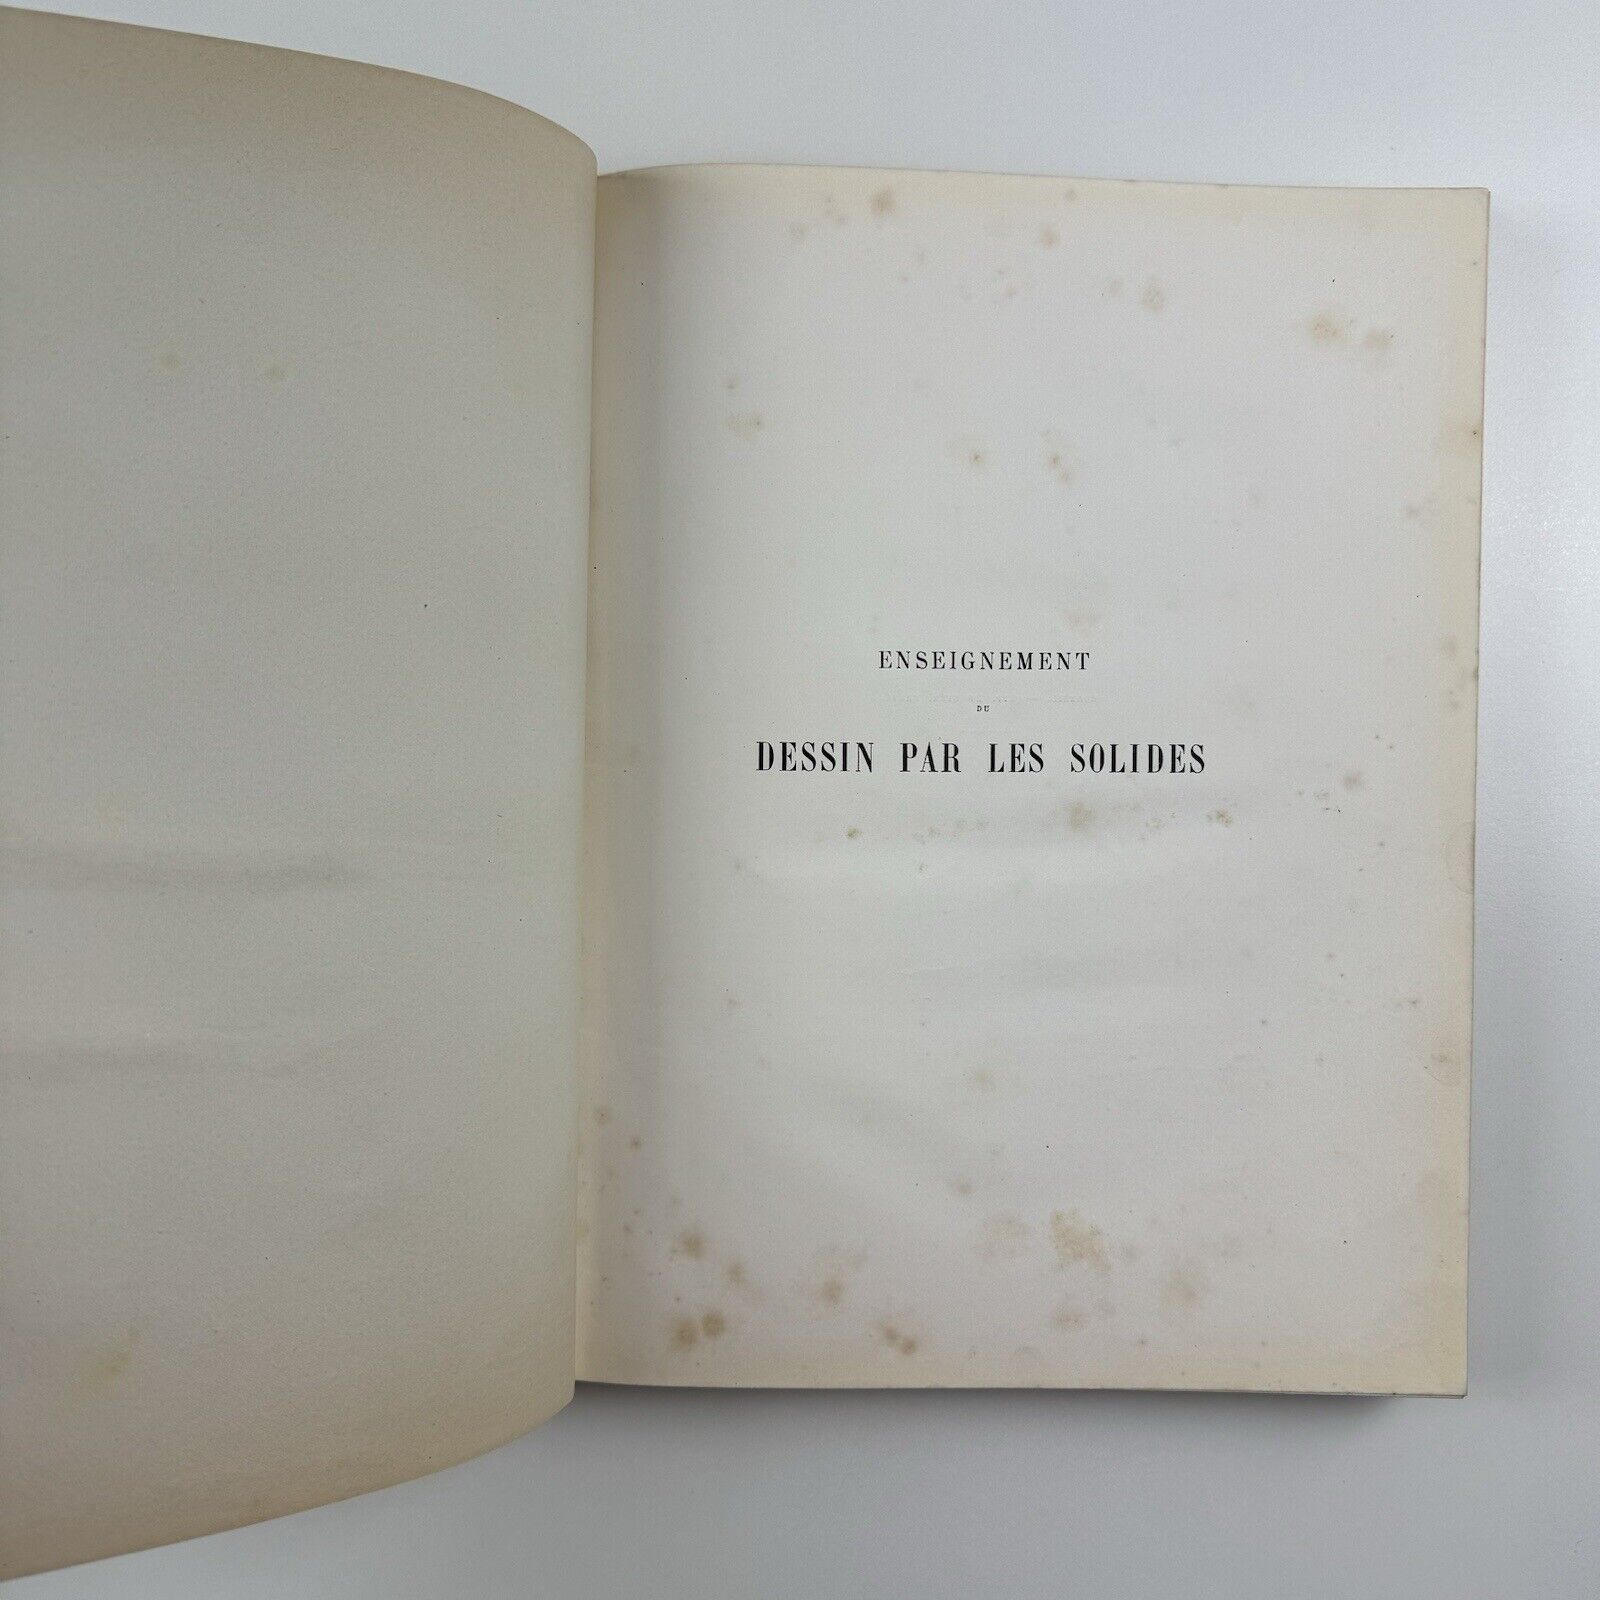 ENSEIGNEMENT
DU
DESSIN PAR LES SOLIDES